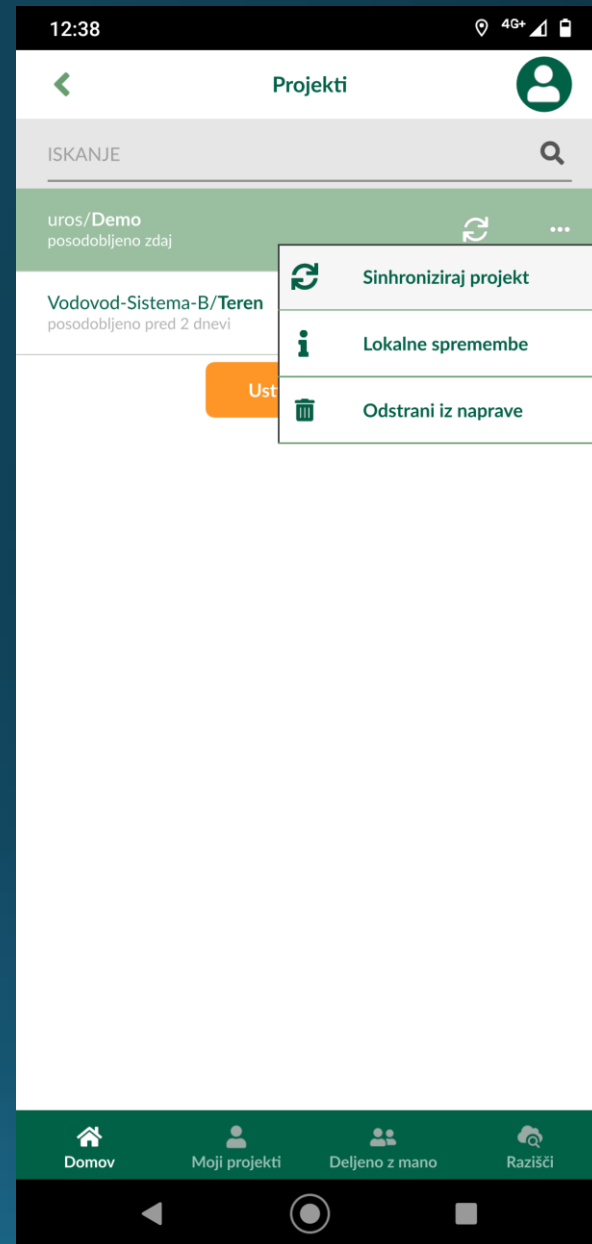 12:38
4G+
Projekti
ISKANJE
uros/Demo
posodobljeno zdaj
Sinhroniziraj projekt
Vodovod-Sistema-B/Teren
posodobljeno pred 2 dnevi
Lokalne spremembe
Ust
Odstrani iz naprave
Domov
Moji projekti
Deljeno z mano
Razišči